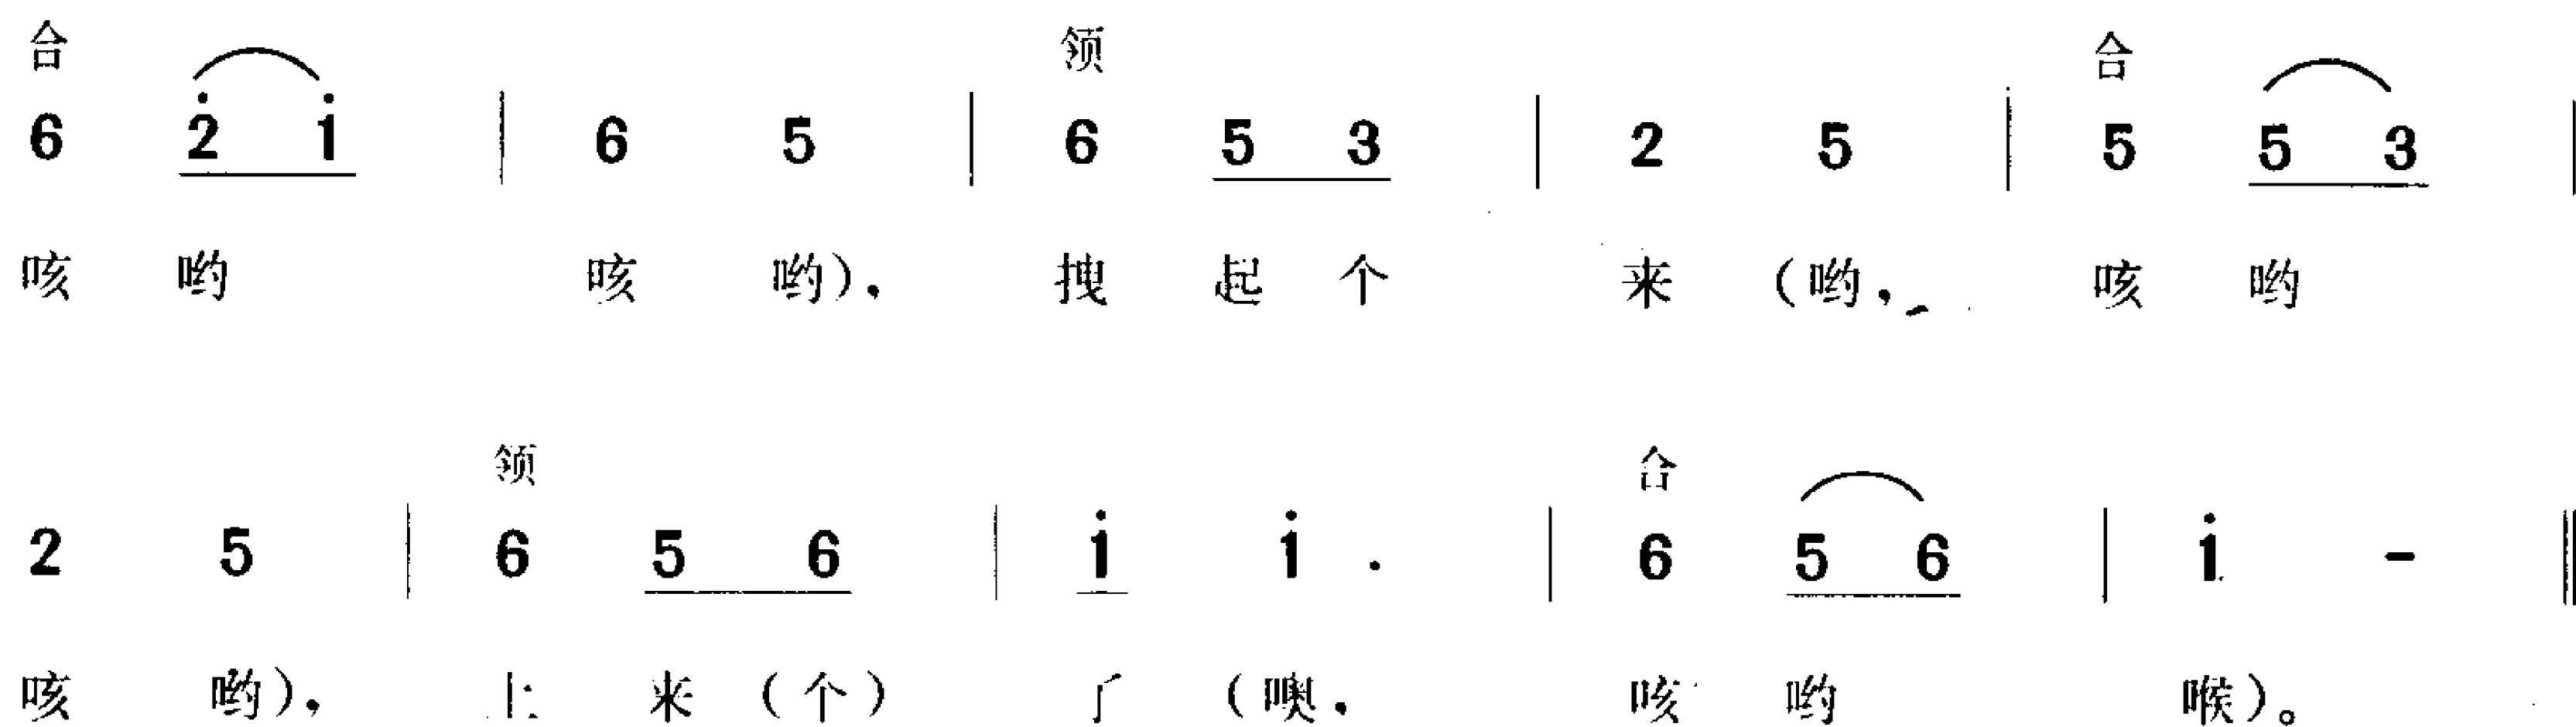 合 领 合
6 2̇ 1̇ | 6 5 | 6 5 3 | 2 5 | 5 5 3 |
咳 哟 咳 哟)， 拽 起 个 来 (哟， 咳 哟
领 合
2 5 | 6 5 6 | 1̇ 1̇ · | 6 5 6 | 1̇ - ‖
咳 哟)， 上 来 (个) 了 (噢， 咳 哟 喉)。